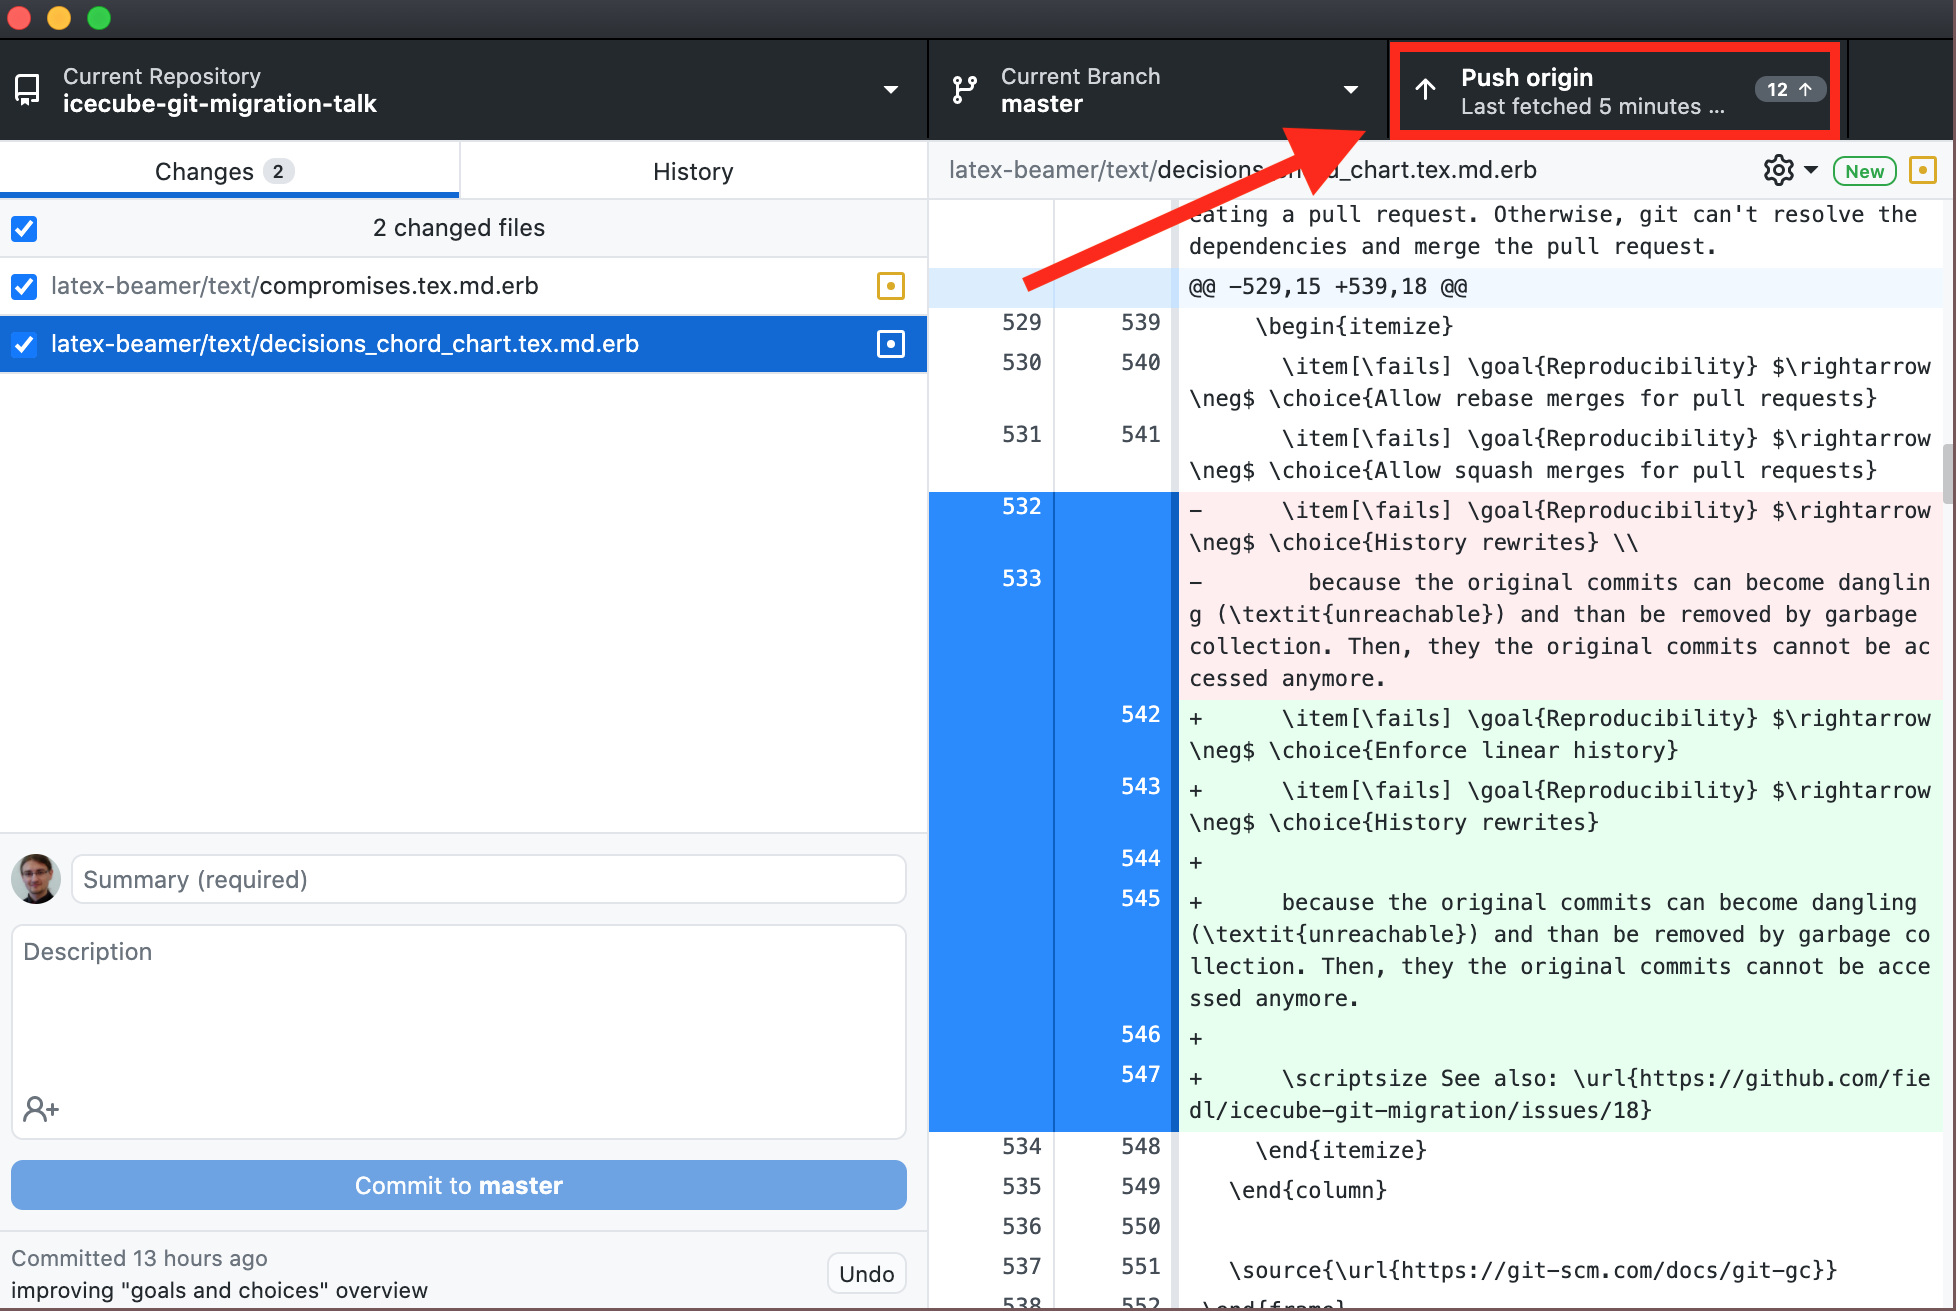 Current Repository
icecube-git-migration-talk
Current Branch
master
Push origin
Last fetched 5 minutes ...
12
Changes 2
History
2 changed files
latex-beamer/text/compromises.tex.md.erb
latex-beamer/text/decisions_chord_chart.tex.md.erb
Summary (required)
Description
Commit to master
Committed 13 hours ago
improving "goals and choices" overview
Undo
latex-beamer/text/decisions_chord_chart.tex.md.erb
New
eating a pull request. Otherwise, git can't resolve the
dependencies and merge the pull request.
@@ -529,15 +539,18 @@
529 539 \begin{itemize}
530 540 \item[\fails] \goal{Reproducibility} $\rightarrow
\neg$ \choice{Allow rebase merges for pull requests}
531 541 \item[\fails] \goal{Reproducibility} $\rightarrow
\neg$ \choice{Allow squash merges for pull requests}
532 - \item[\fails] \goal{Reproducibility} $\rightarrow
\neg$ \choice{History rewrites} \\
533 - because the original commits can become danglin
g (\textit{unreachable}) and than be removed by garbage
collection. Then, they the original commits cannot be ac
cessed anymore.
542 + \item[\fails] \goal{Reproducibility} $\rightarrow
\neg$ \choice{Enforce linear history}
543 + \item[\fails] \goal{Reproducibility} $\rightarrow
\neg$ \choice{History rewrites}
544 +
545 + because the original commits can become dangling
(\textit{unreachable}) and than be removed by garbage co
llection. Then, they the original commits cannot be acce
ssed anymore.
546 +
547 + \scriptsize See also: \url{https://github.com/fie
dl/icecube-git-migration/issues/18}
534 548 \end{itemize}
535 549 \end{column}
536 550
537 551 \source{\url{https://git-scm.com/docs/git-gc}}
538 552 \end{frame}